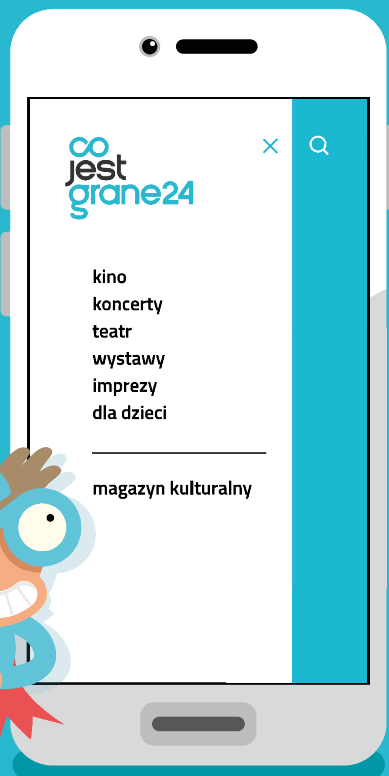 co
jest
grane24
kino
koncerty
teatr
wystawy
imprezy
dla dzieci
magazyn kulturalny